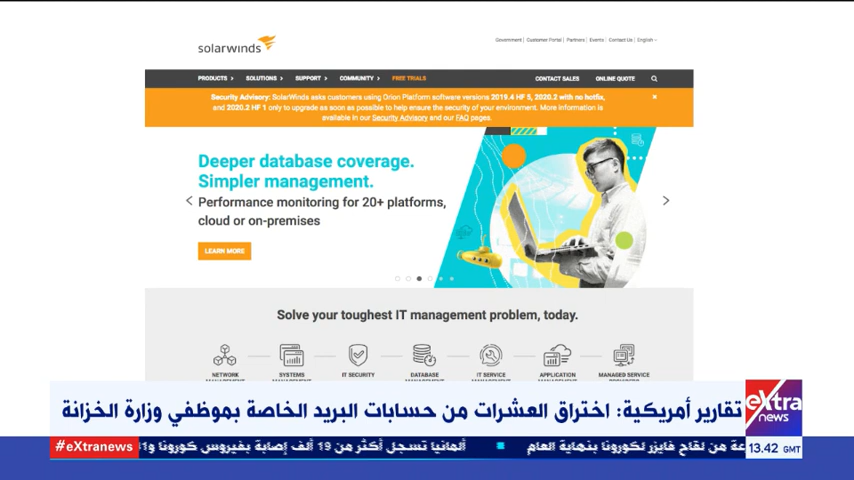 solarwinds
Government Customer Portal Partners Events Contact Us English
PRODUCTS SOLUTIONS SUPPORT COMMUNITY FREE TRIALS CONTACT SALES ONLINE QUOTE
Security Advisory: SolarWinds asks customers using Orion Platform software versions 2019.4 HF 5, 2020.2 with no hotfix,
and 2020.2 HF 1 only to upgrade as soon as possible to help ensure the security of your environment. More information is
available in our Security Advisory and our FAQ pages.
Deeper database coverage.
Simpler management.
Performance monitoring for 20+ platforms,
cloud or on-premises
LEARN MORE
Solve your toughest IT management problem, today.
NETWORK SYSTEMS IT SECURITY DATABASE IT SERVICE APPLICATION MANAGED SERVICE
تقارير أمريكية: اختراق العشرات من حسابات البريد الخاصة بموظفي وزارة الخزانة
eXtra
news
#eXtranews
عة من لقاح فايزر لكورونا بنهاية العام ألمانيا تسجل أكثر من 19 ألف إصابة بفيروس كورونا و31
13.42 GMT